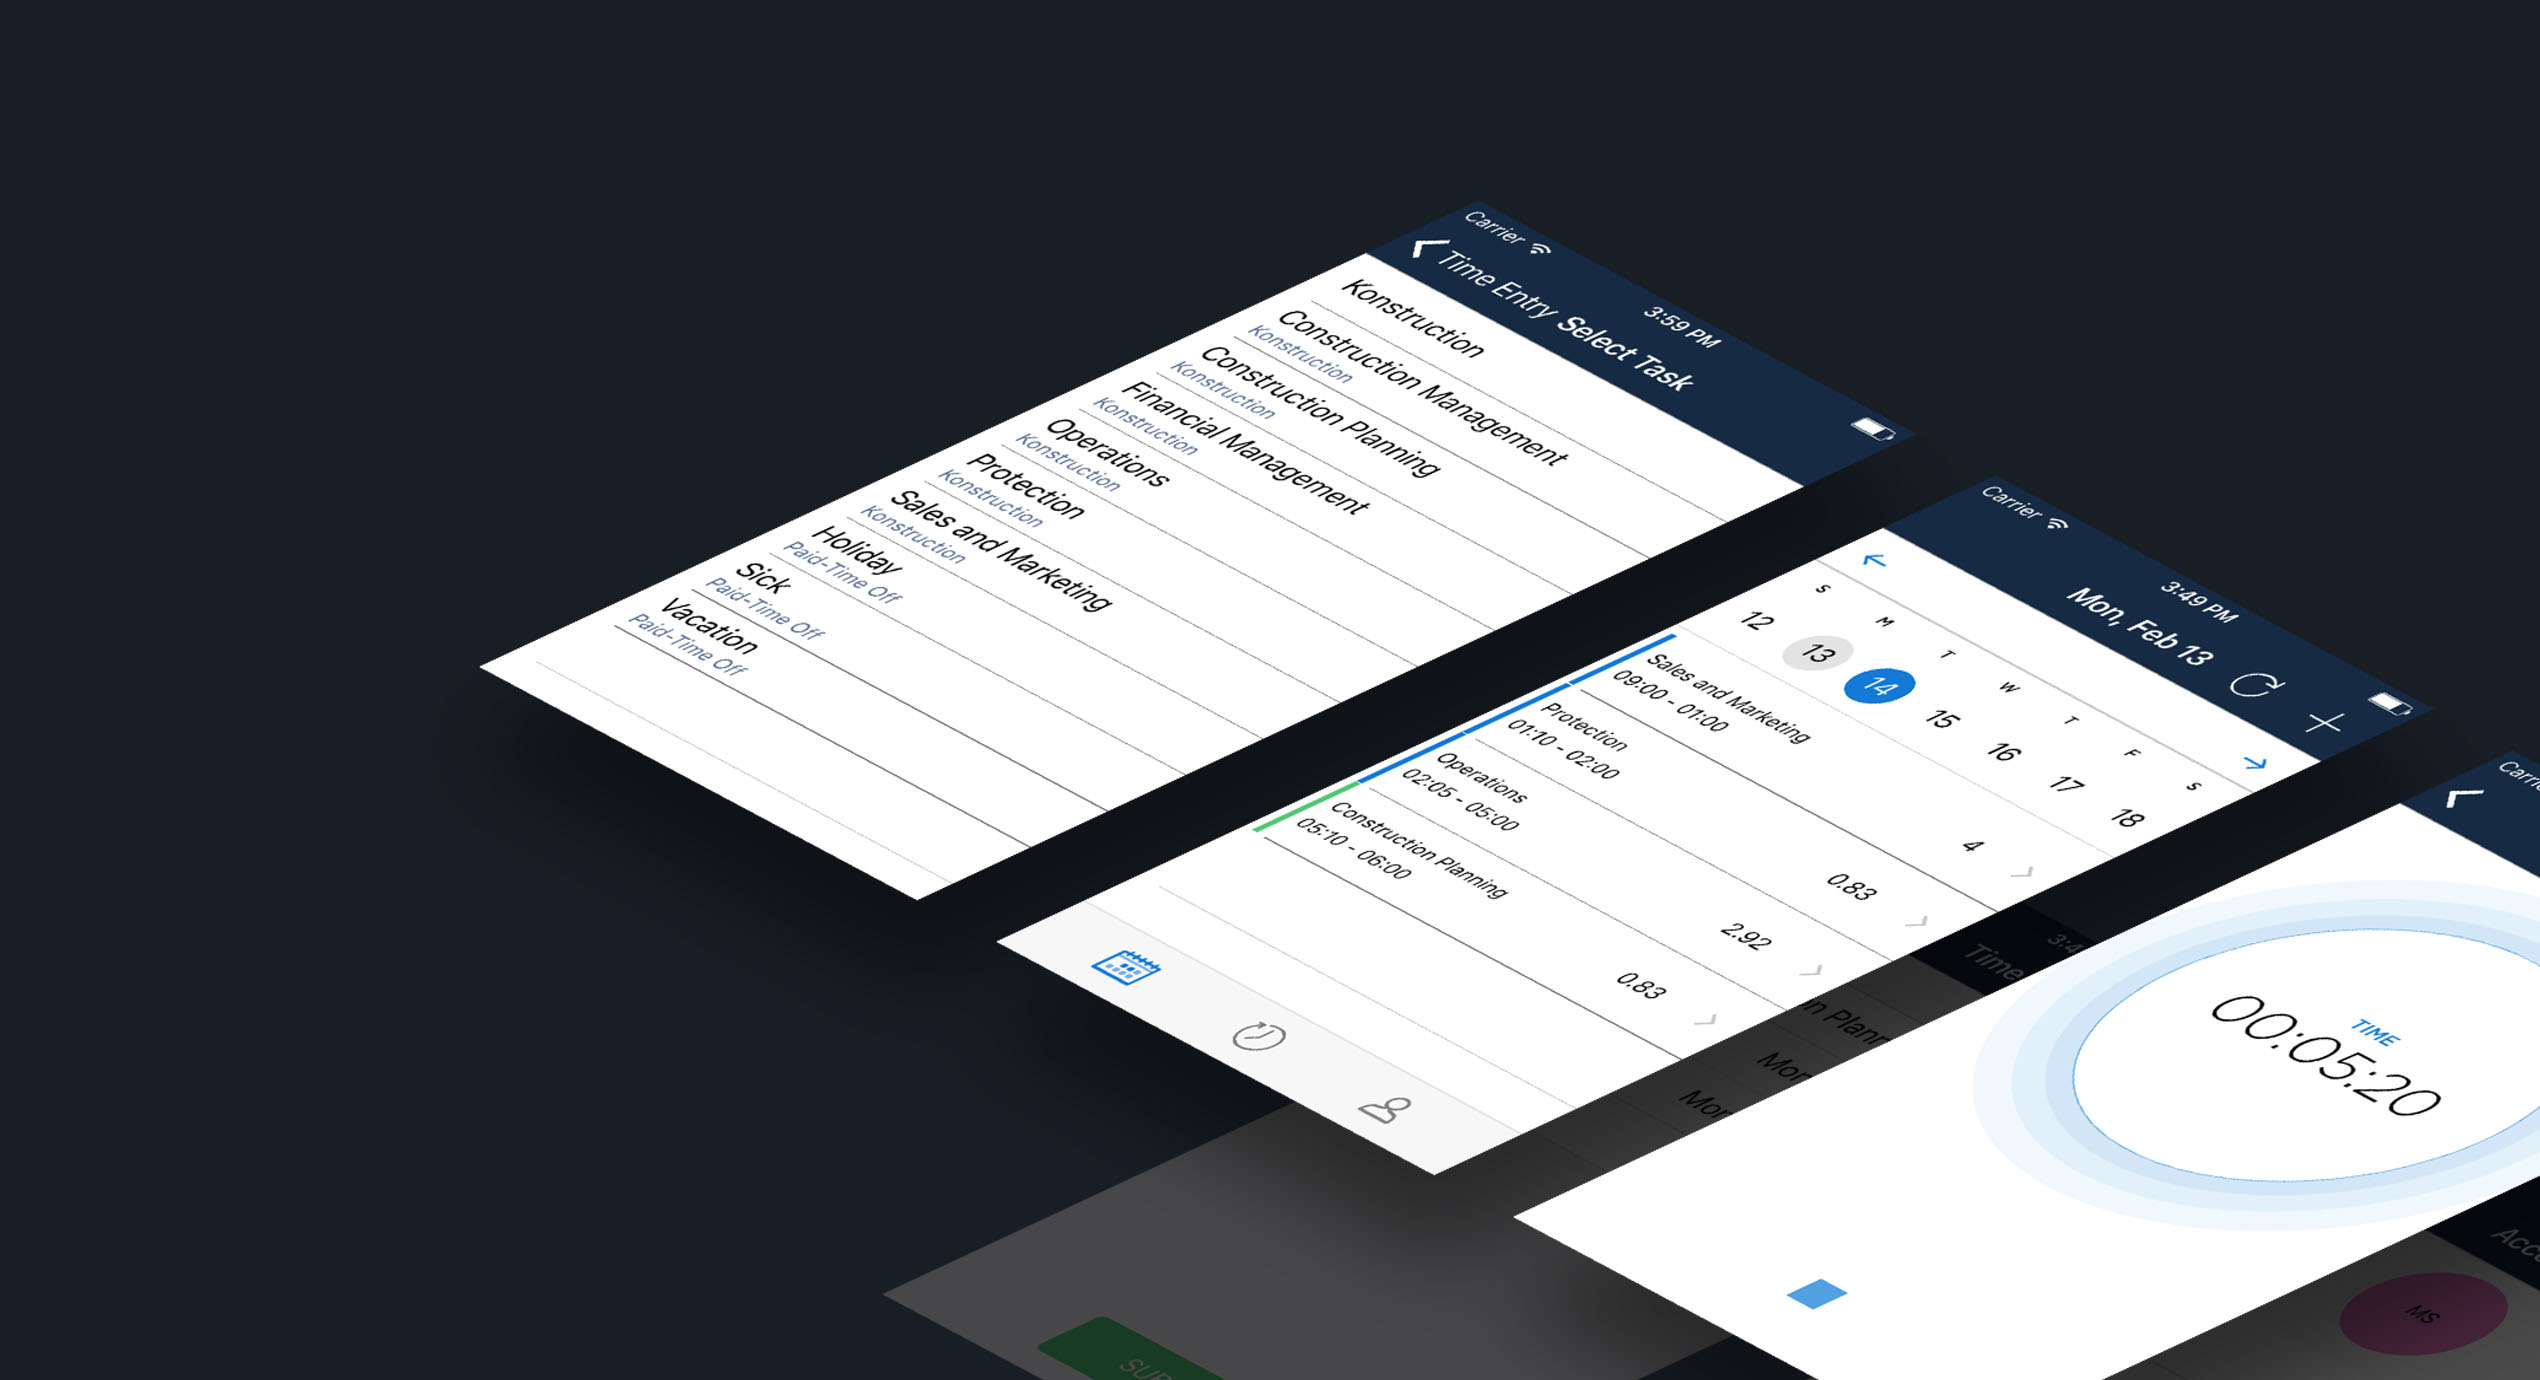 Carrier
3:59 PM
Time Entry Select Task
Konstruction
Construction Management
Konstruction
Construction Planning
Konstruction
Financial Management
Konstruction
Operations
Konstruction
Protection
Konstruction
Sales and Marketing
Konstruction
Holiday
Paid-Time Off
Sick
Paid-Time Off
Vacation
Paid-Time Off
Carrier
3:49 PM
Mon, Feb 13
S M T W T F S
12 13 14 15 16 17 18
Sales and Marketing
09:00 - 01:00
4
Protection
01:10 - 02:00
0.83
Operations
02:05 - 05:00
2.92
Construction Planning
05:10 - 06:00
0.83
Time
TIME
00:05:20
MS